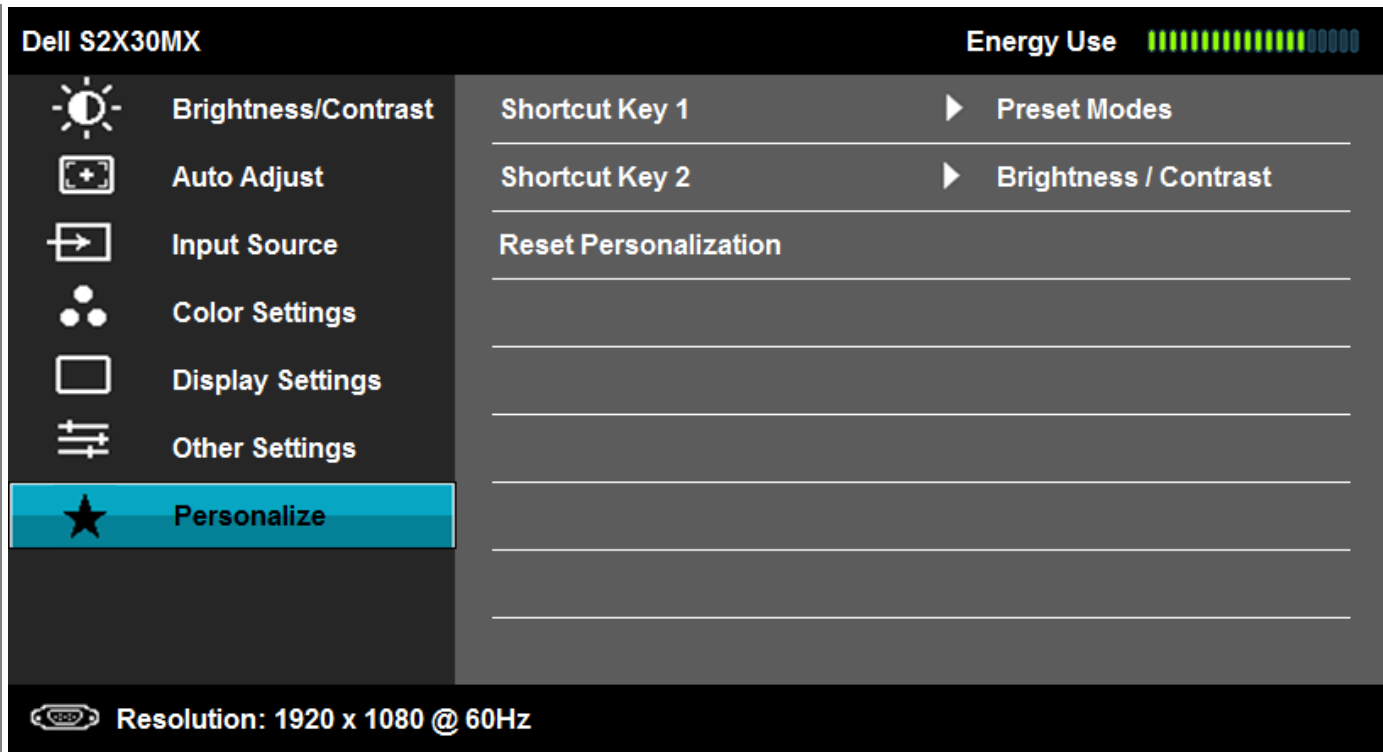 Dell S2X30MX Energy Use
Brightness/Contrast Shortcut Key 1 Preset Modes
Auto Adjust Shortcut Key 2 Brightness / Contrast
Input Source Reset Personalization
Color Settings
Display Settings
Other Settings
Personalize
Resolution: 1920 x 1080 @ 60Hz